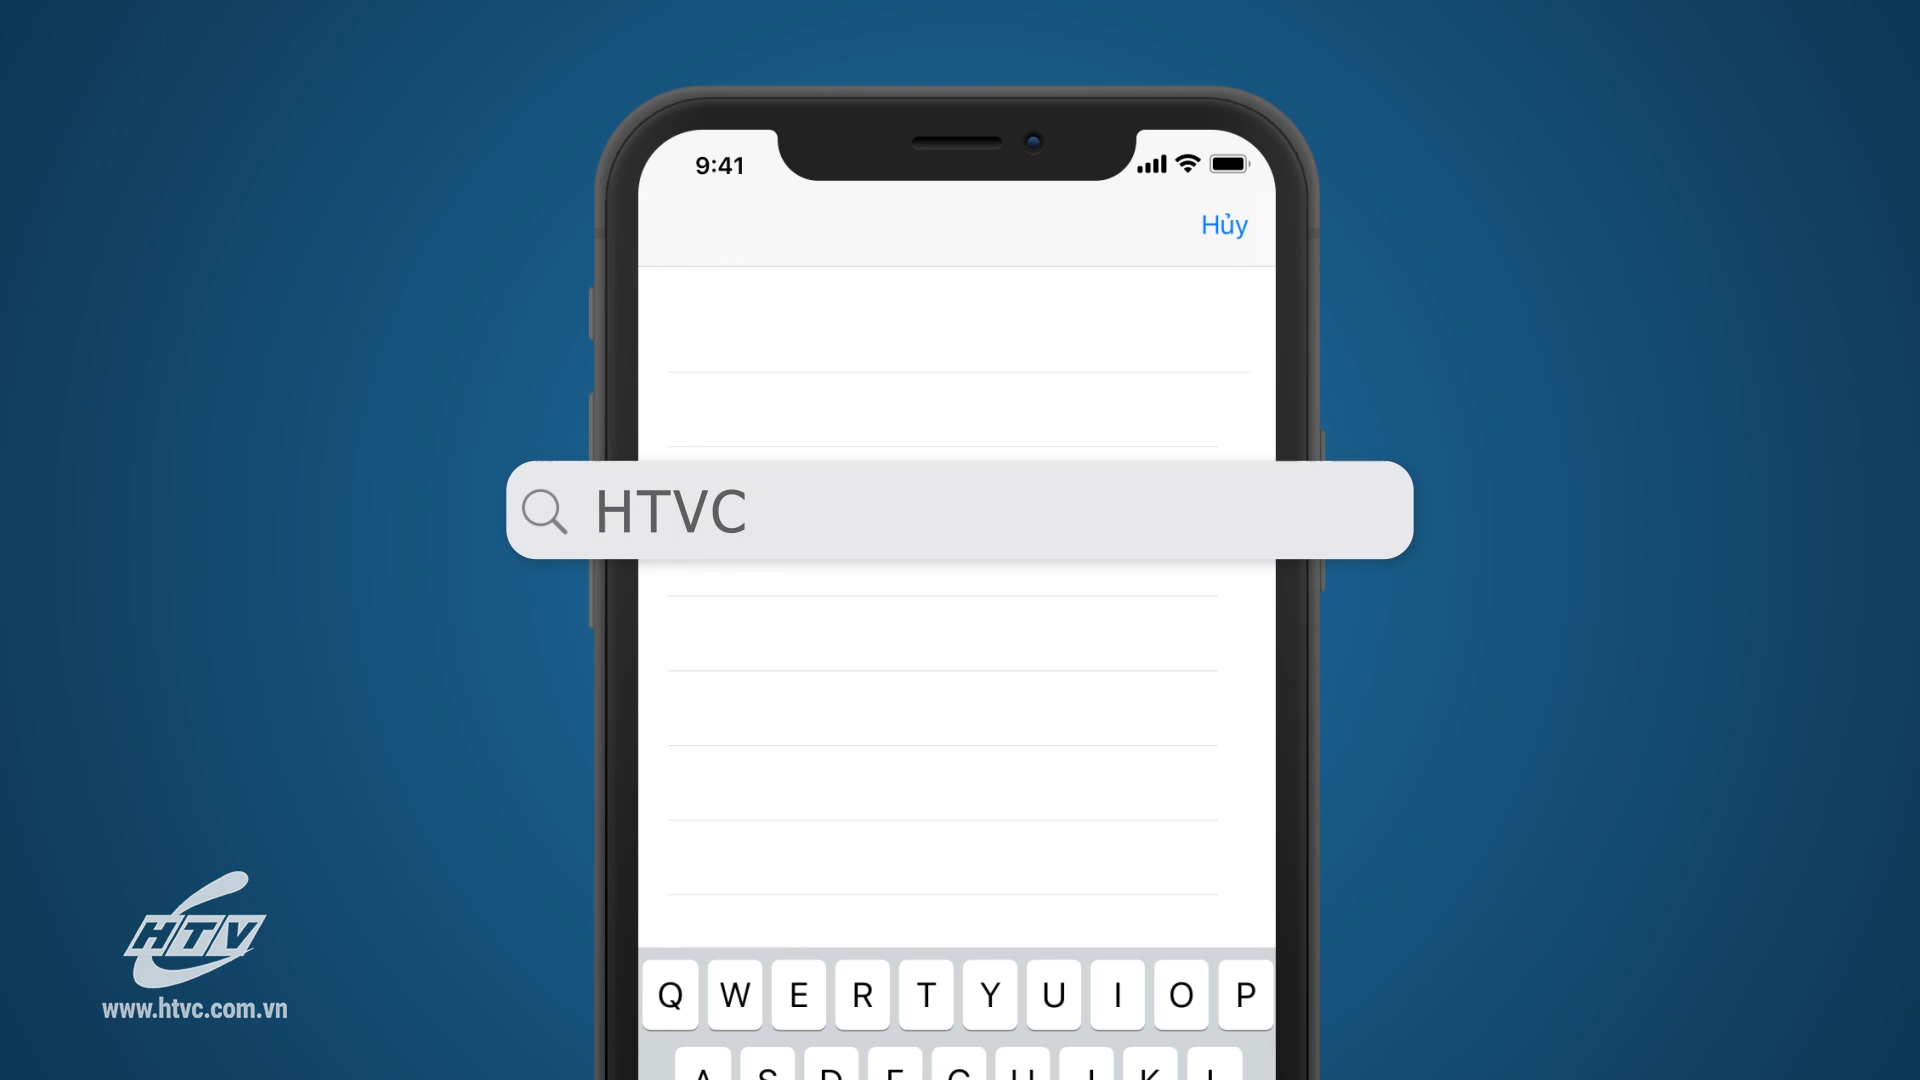 9:41
Hủy
HTVC
HTV
www.htvc.com.vn
Q W E R T Y U I O P
A S D F G H J K L